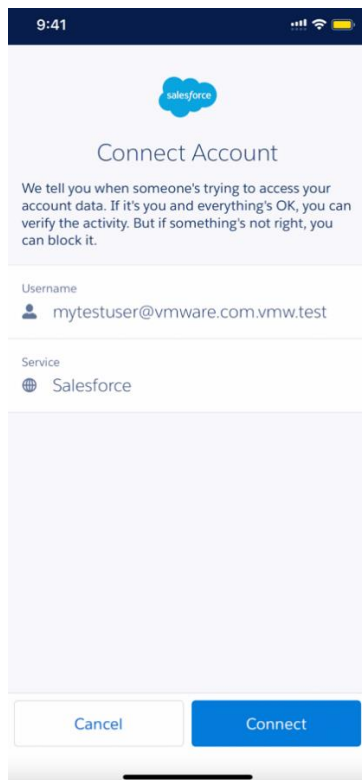 9:41
salesforce
Connect Account
We tell you when someone's trying to access your
account data. If it's you and everything's OK, you can
verify the activity. But if something's not right, you
can block it.
Username
mytestuser@vmware.com.vmw.test
Service
Salesforce
Cancel
Connect